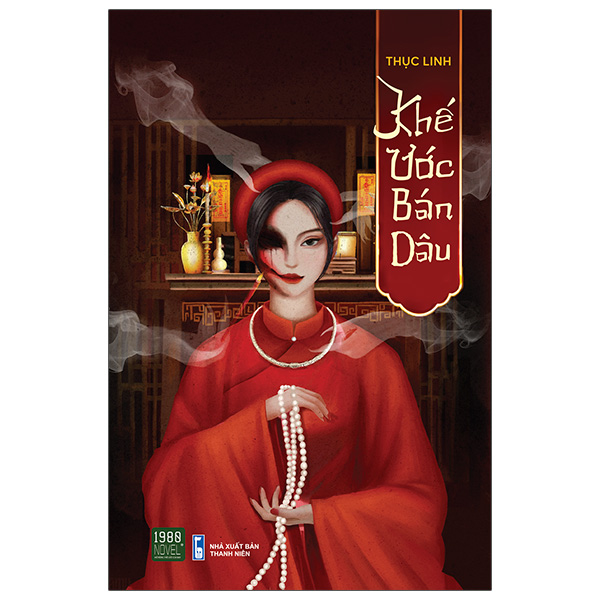 THỤC LINH
Khế
Ước
Bán
Dâu
1980
NOVEL
NHÀ XUẤT BẢN
THANH NIÊN